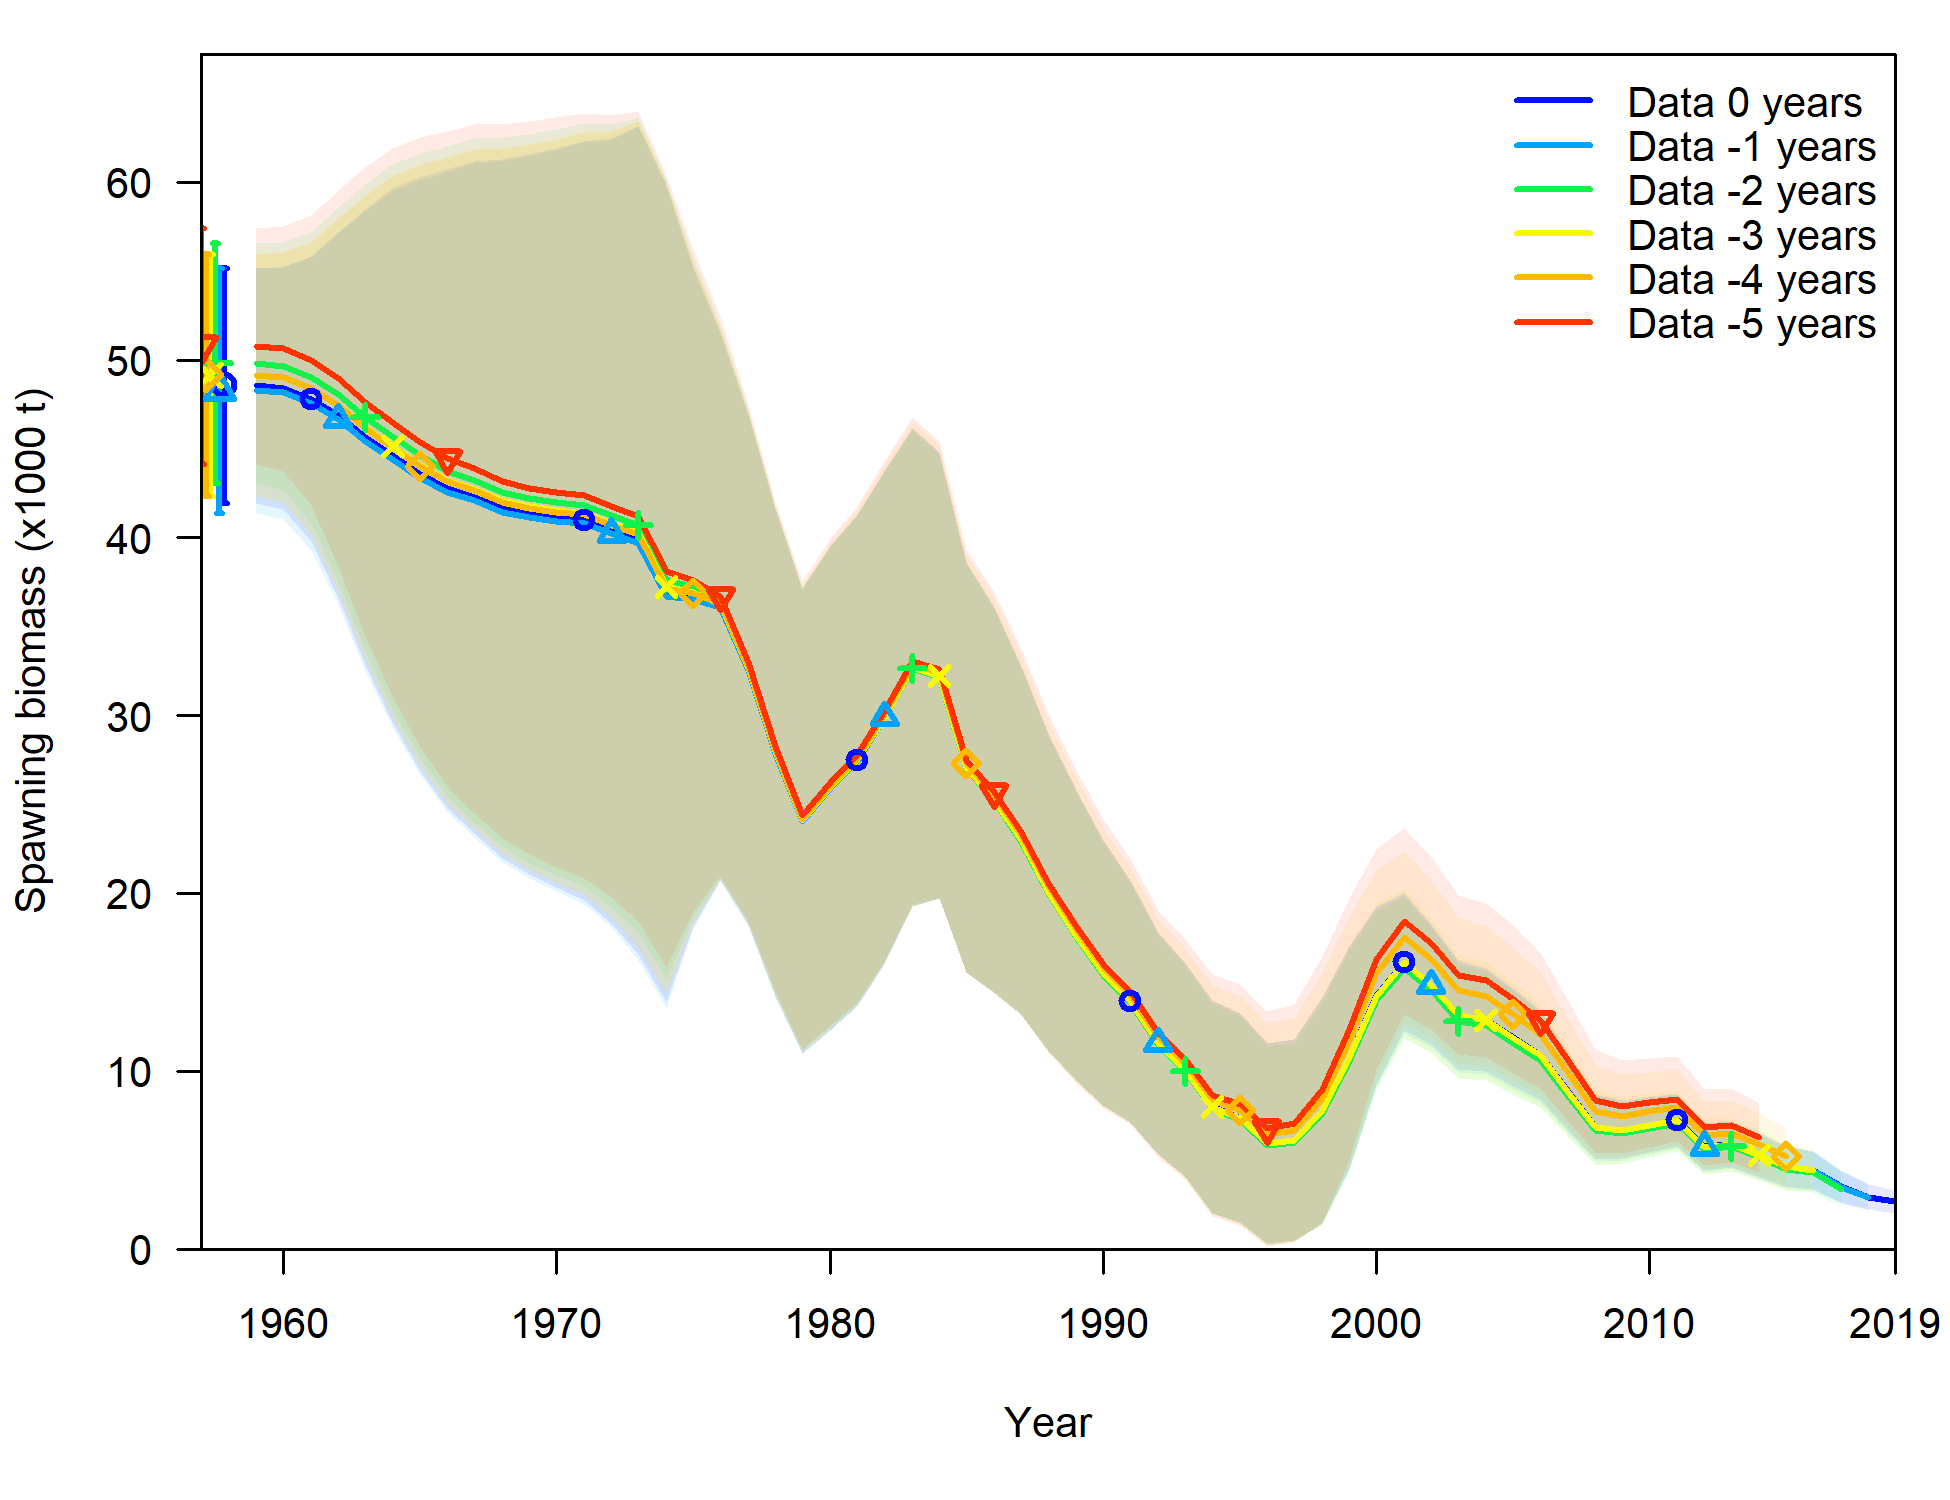 Data 0 years
Data -1 years
Data -2 years
Data -3 years
Data -4 years
Data -5 years
60
50
40
30
20
10
0
Spawning biomass (x1000 t)
1960 1970 1980 1990 2000 2010 2019
Year